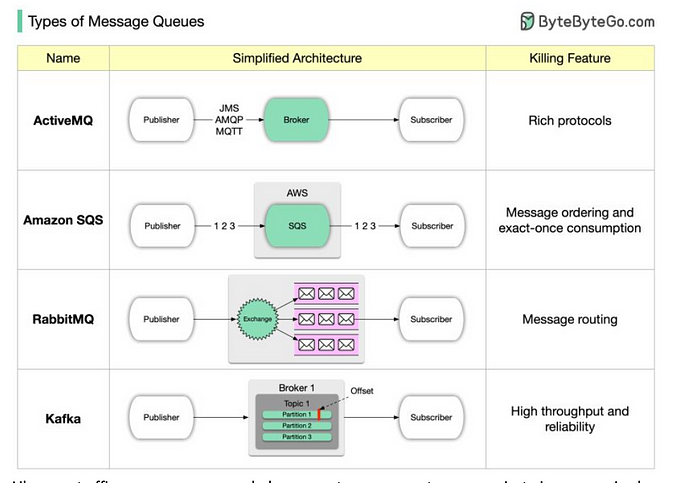 Types of Message Queues
ByteByteGo.com
Name
Simplified Architecture
Killing Feature
ActiveMQ
Publisher
JMS
AMQP
MQTT
Broker
Subscriber
Rich protocols
Amazon SQS
Publisher
1 2 3
AWS
SQS
1 2 3
Subscriber
Message ordering and
exact-once consumption
RabbitMQ
Publisher
Exchange
Subscriber
Message routing
Kafka
Publisher
Broker 1
Topic 1
Partition 1
Partition 2
Partition 3
Offset
Subscriber
High throughput and
reliability